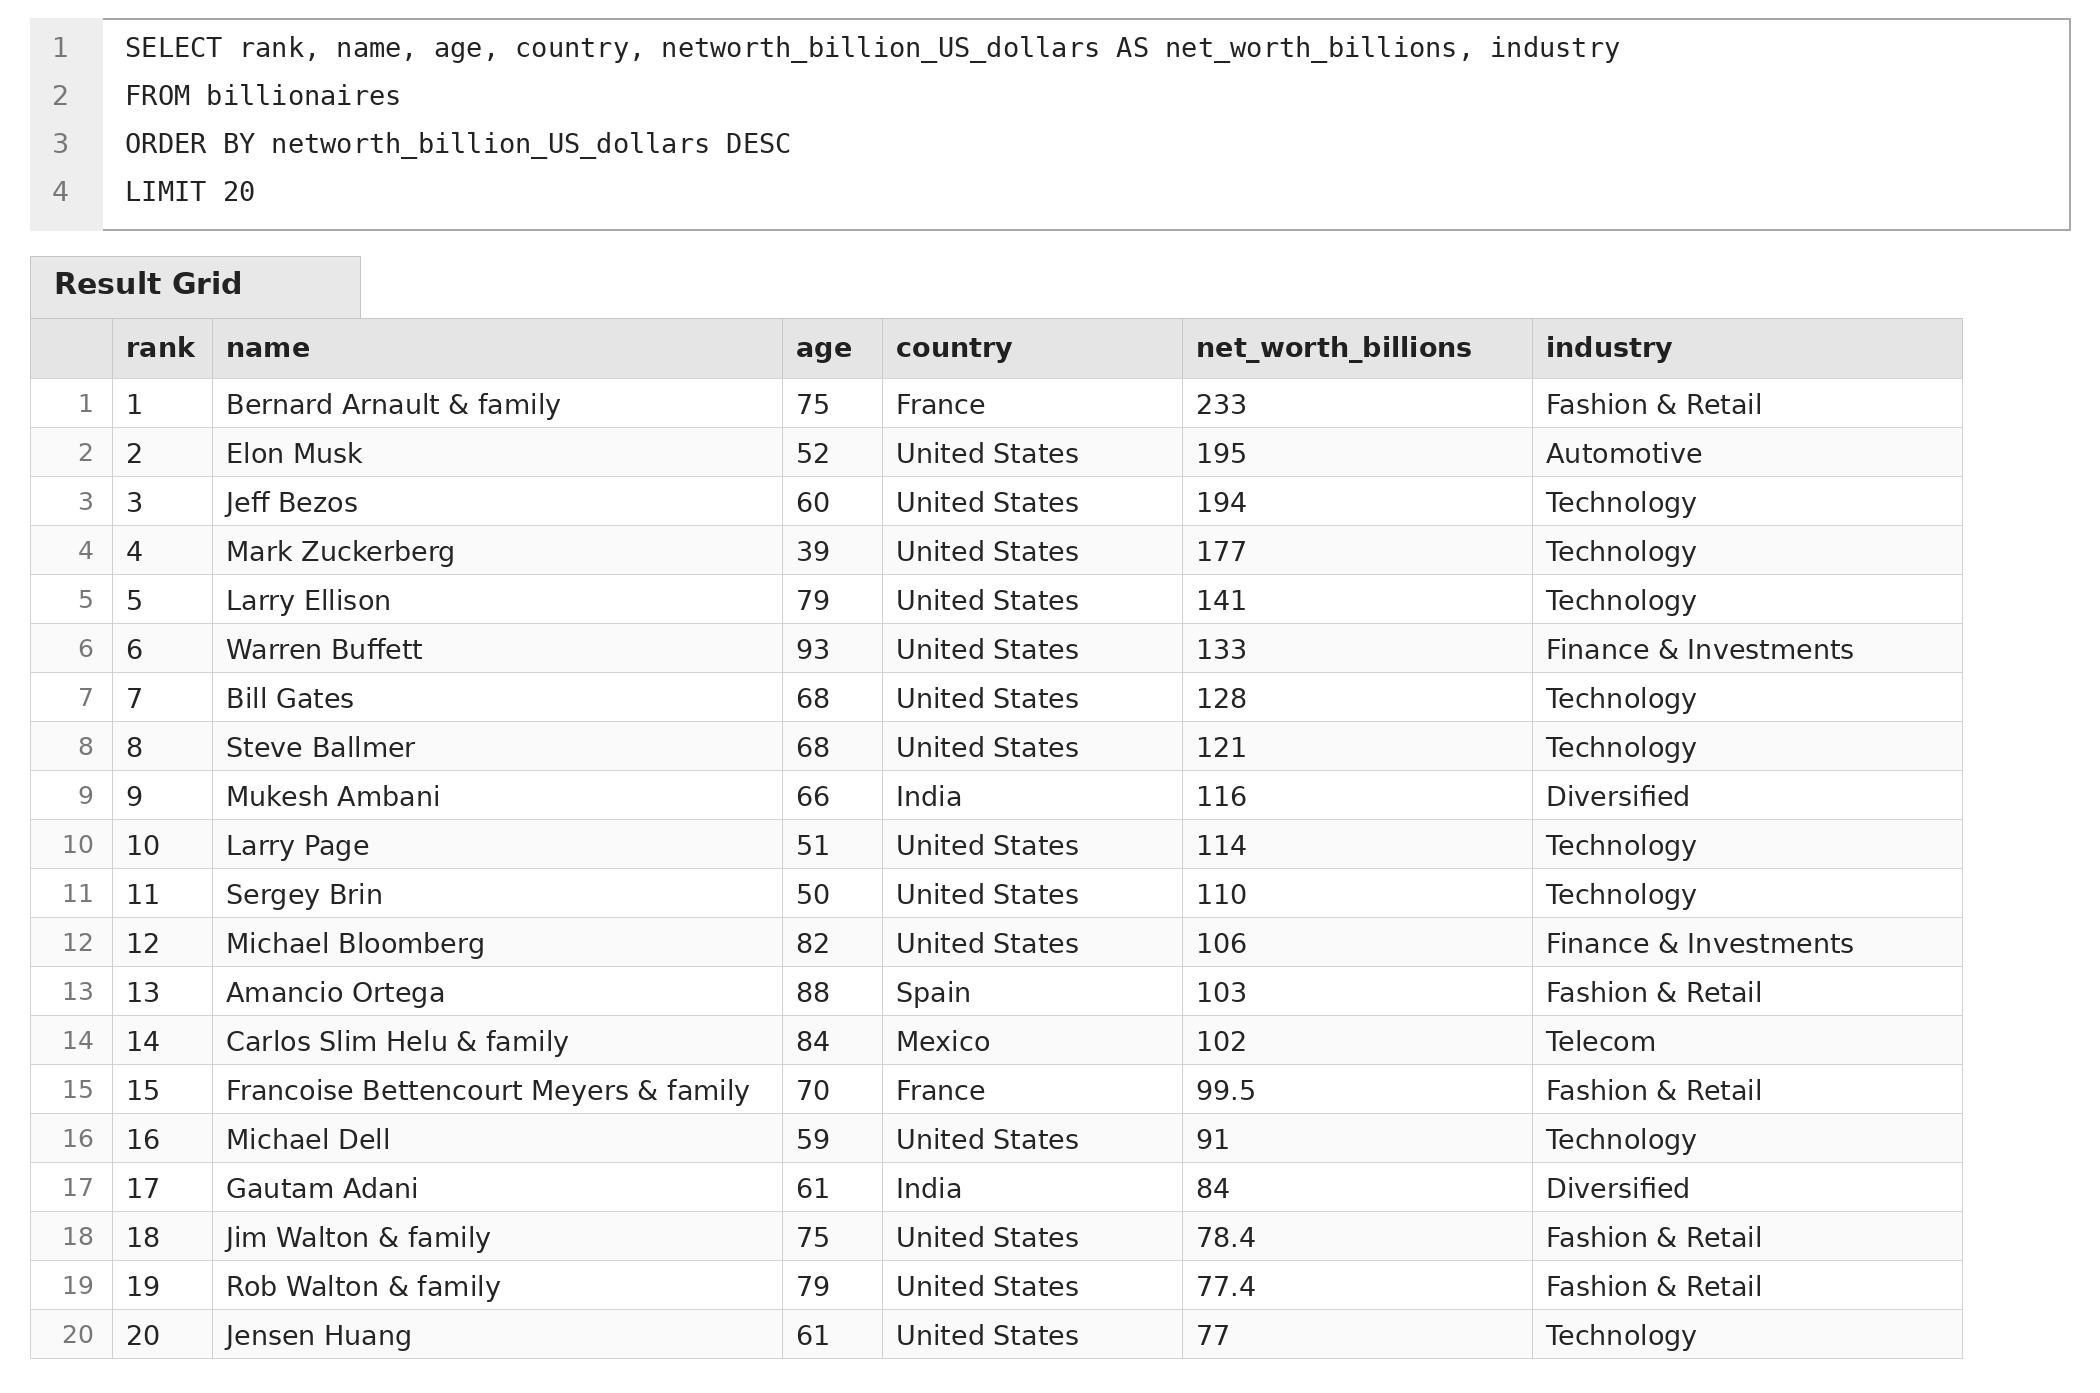 1 SELECT rank, name, age, country, networth_billion_US_dollars AS net_worth_billions, industry
2 FROM billionaires
3 ORDER BY networth_billion_US_dollars DESC
4 LIMIT 20
Result Grid
rank name age country net_worth_billions industry
1 1 Bernard Arnault & family 75 France 233 Fashion & Retail
2 2 Elon Musk 52 United States 195 Automotive
3 3 Jeff Bezos 60 United States 194 Technology
4 4 Mark Zuckerberg 39 United States 177 Technology
5 5 Larry Ellison 79 United States 141 Technology
6 6 Warren Buffett 93 United States 133 Finance & Investments
7 7 Bill Gates 68 United States 128 Technology
8 8 Steve Ballmer 68 United States 121 Technology
9 9 Mukesh Ambani 66 India 116 Diversified
10 10 Larry Page 51 United States 114 Technology
11 11 Sergey Brin 50 United States 110 Technology
12 12 Michael Bloomberg 82 United States 106 Finance & Investments
13 13 Amancio Ortega 88 Spain 103 Fashion & Retail
14 14 Carlos Slim Helu & family 84 Mexico 102 Telecom
15 15 Francoise Bettencourt Meyers & family 70 France 99.5 Fashion & Retail
16 16 Michael Dell 59 United States 91 Technology
17 17 Gautam Adani 61 India 84 Diversified
18 18 Jim Walton & family 75 United States 78.4 Fashion & Retail
19 19 Rob Walton & family 79 United States 77.4 Fashion & Retail
20 20 Jensen Huang 61 United States 77 Technology